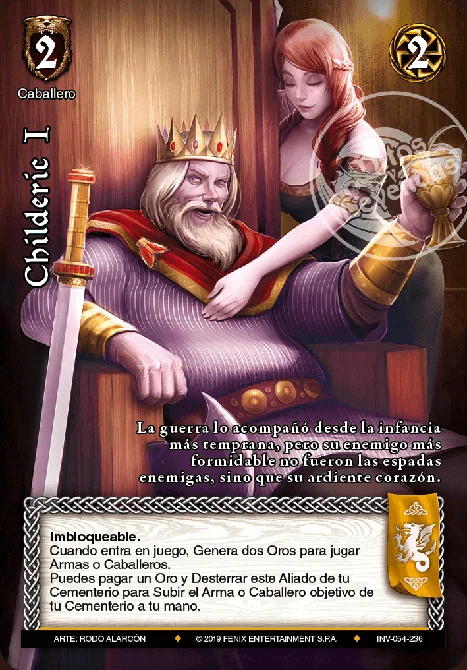 2
2
Caballero
Childeric I
La guerra lo acompañó desde la infancia
más temprana, pero su enemigo más
formidable no fueron las espadas
enemigas, sino que su ardiente corazón.
Imbloqueable.
Cuando entra en juego, Genera dos Oros para jugar
Armas o Caballeros.
Puedes pagar un Oro y Desterrar este Aliado de tu
Cementerio para Subir el Arma o Caballero objetivo de
tu Cementerio a tu mano.
ARTE: RODO ALARCÓN ♦ © 2019 FENIX ENTERTAINMENT S.P.A ♦ INV-054-236